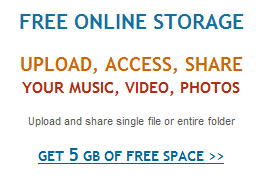 FREE ONLINE STORAGE
UPLOAD, ACCESS, SHARE
YOUR MUSIC, VIDEO, PHOTOS
Upload and share single file or entire folder
GET 5 GB OF FREE SPACE >>